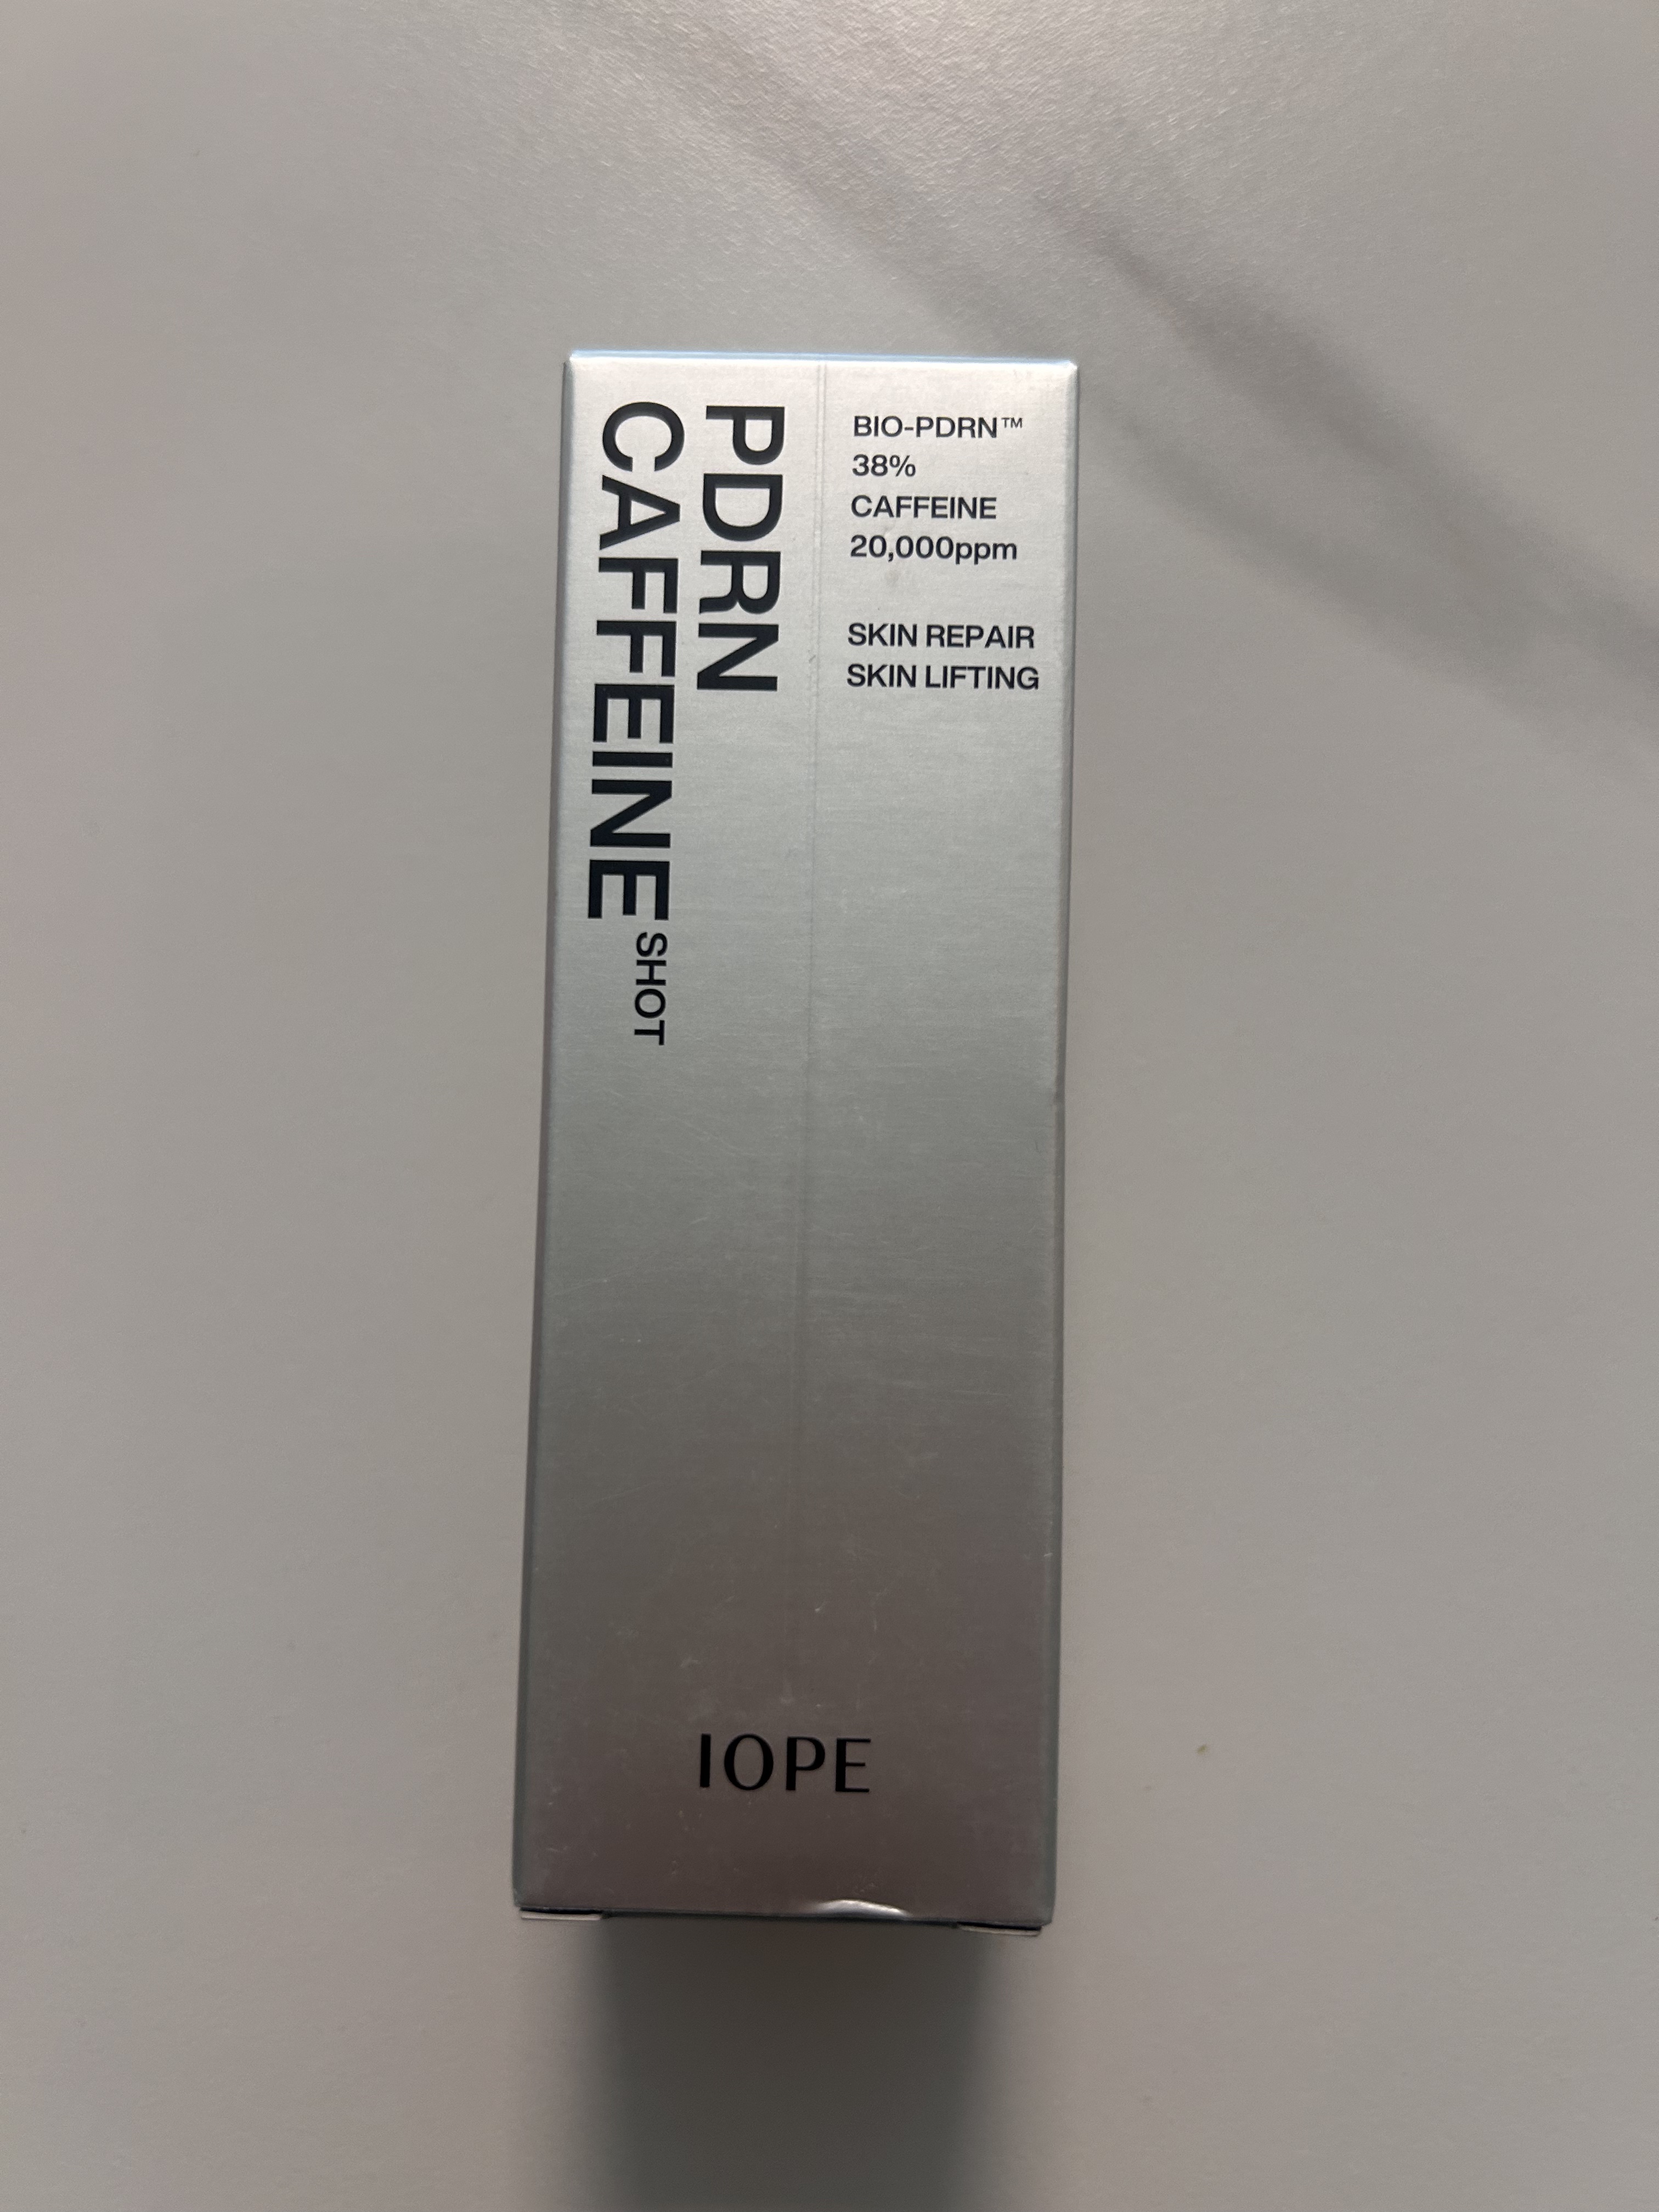 PDRN
CAFFEINE SHOT
BIO-PDRN™
38%
CAFFEINE
20,000ppm
SKIN REPAIR
SKIN LIFTING
IOPE